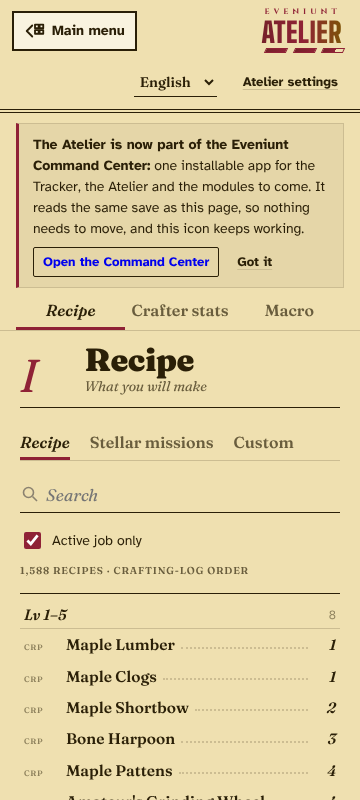 Main menu
EVENIUNT
ATELIER
English
Atelier settings
The Atelier is now part of the Eveniunt
Command Center: one installable app for the
Tracker, the Atelier and the modules to come. It
reads the same save as this page, so nothing
needs to move, and this icon keeps working.
Open the Command Center
Got it
Recipe
Crafter stats
Macro
I
Recipe
What you will make
Recipe
Stellar missions
Custom
Search
Active job only
1,588 RECIPES · CRAFTING-LOG ORDER
Lv 1–5 8
CRP Maple Lumber 1
CRP Maple Clogs 1
CRP Maple Shortbow 2
CRP Bone Harpoon 3
CRP Maple Pattens 4